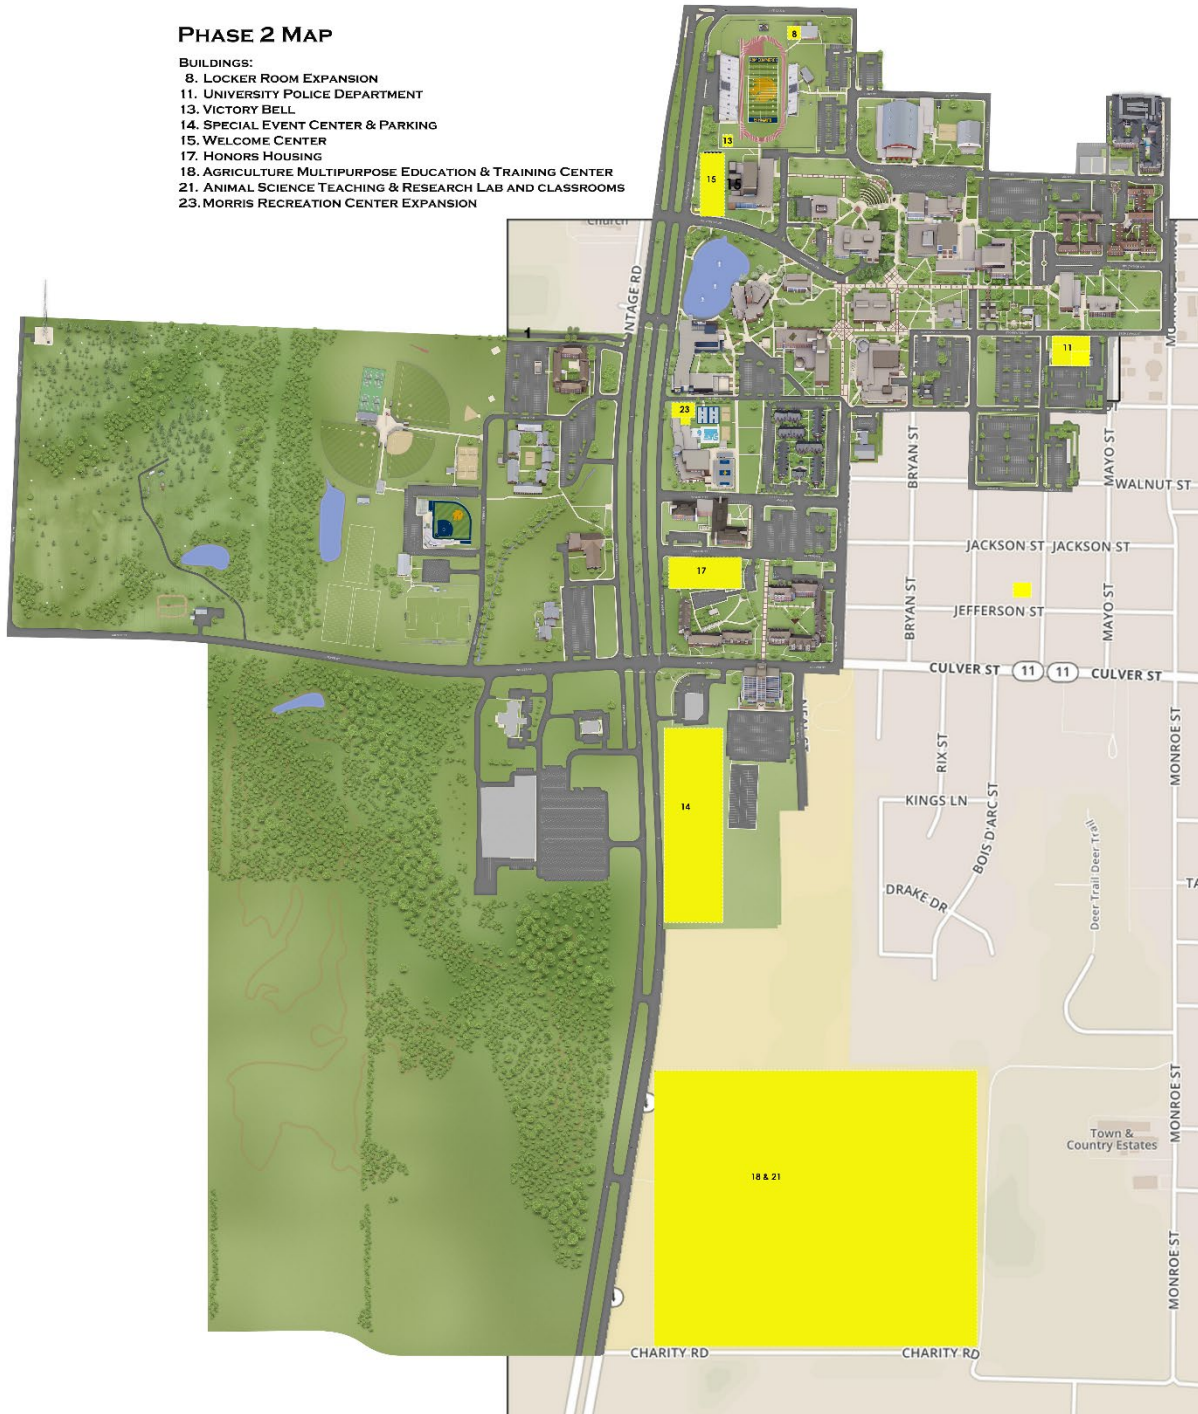 PHASE 2 MAP
BUILDINGS:
8. LOCKER ROOM EXPANSION
11. UNIVERSITY POLICE DEPARTMENT
13. VICTORY BELL
14. SPECIAL EVENT CENTER & PARKING
15. WELCOME CENTER
17. HONORS HOUSING
18. AGRICULTURE MULTIPURPOSE EDUCATION & TRAINING CENTER
21. ANIMAL SCIENCE TEACHING & RESEARCH LAB AND CLASSROOMS
23. MORRIS RECREATION CENTER EXPANSION
8
13
15
15
Church
NTAGE RD
1
11
23
BRYAN ST
MAYO ST
WALNUT ST
JACKSON ST JACKSON ST
17
BRYAN ST
MAYO ST
JEFFERSON ST
CULVER ST 11 11 CULVER ST
RIX ST
MONROE ST
14
KINGS LN
BOIS D'ARC ST
Deer Trail Deer Trail
DRAKE DR
TA
MONROE ST
Town &
Country Estates
18 & 21
MONROE ST
CHARITY RD
CHARITY RD